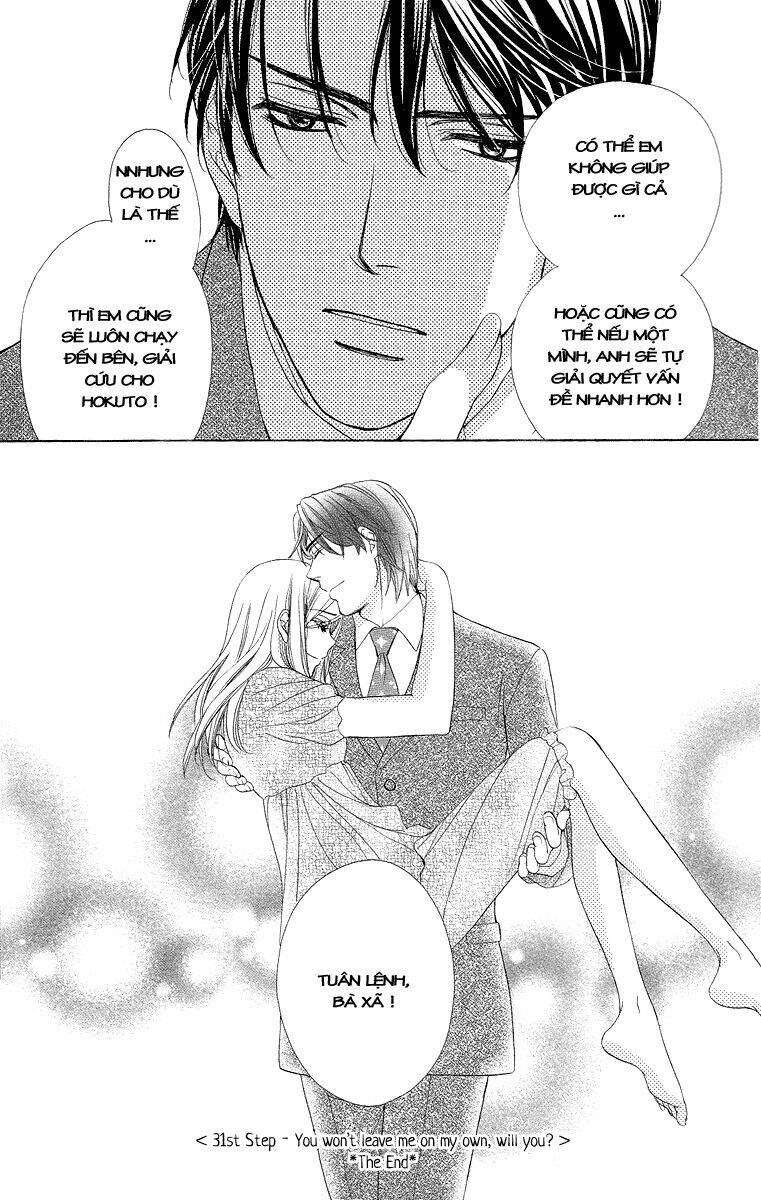 CÓ THỂ EM
KHÔNG GIÚP
ĐƯỢC GÌ CẢ
...
HOẶC CŨNG CÓ
THỂ NẾU MỘT
MÌNH, ANH SẼ TỰ
GIẢI QUYẾT VẤN
ĐỀ NHANH HƠN !
NNHƯNG
CHO DÙ
LÀ THẾ
...
THÌ EM CŨNG
SẼ LUÔN CHẠY
ĐẾN BÊN, GIẢI
CỨU CHO
HOKUTO !
TUÂN LỆNH,
BÀ XÃ !
< 31st Step - You won't leave me on my own, will you? >
*The End*